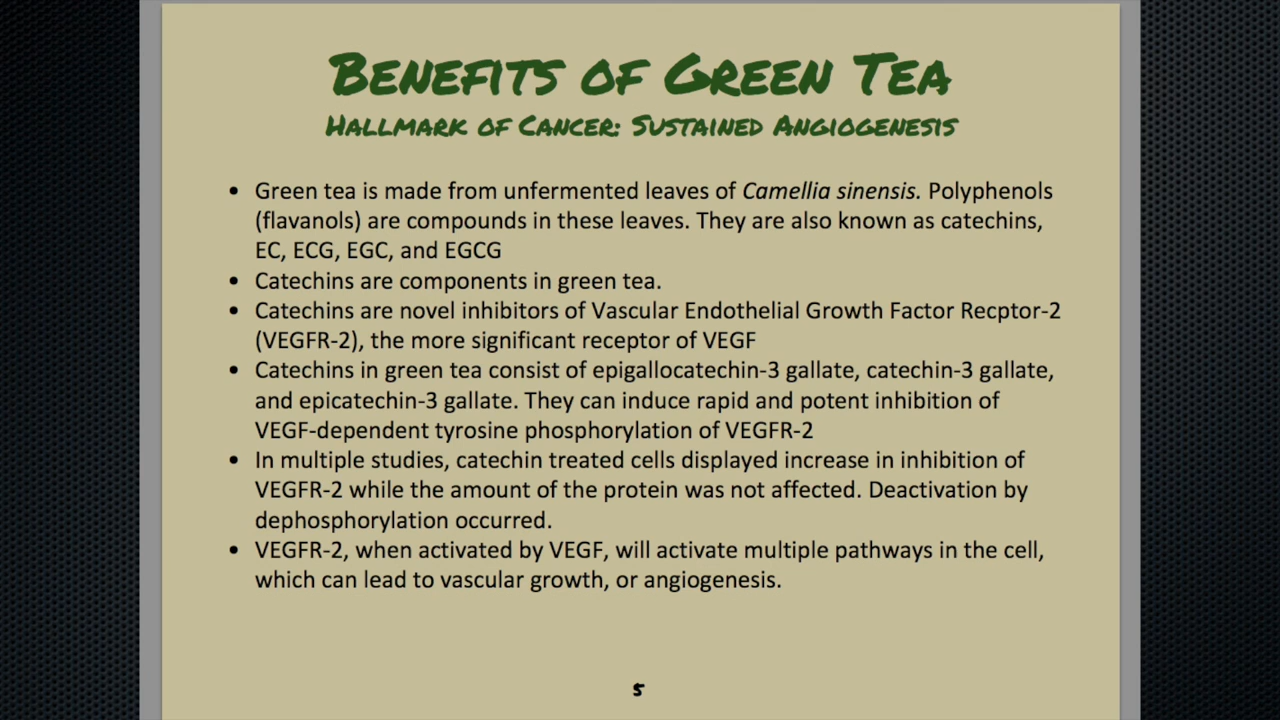 Benefits of Green Tea
Hallmark of Cancer: Sustained Angiogenesis
• Green tea is made from unfermented leaves of Camellia sinensis. Polyphenols
(flavanols) are compounds in these leaves. They are also known as catechins,
EC, ECG, EGC, and EGCG
• Catechins are components in green tea.
• Catechins are novel inhibitors of Vascular Endothelial Growth Factor Recptor-2
(VEGFR-2), the more significant receptor of VEGF
• Catechins in green tea consist of epigallocatechin-3 gallate, catechin-3 gallate,
and epicatechin-3 gallate. They can induce rapid and potent inhibition of
VEGF-dependent tyrosine phosphorylation of VEGFR-2
• In multiple studies, catechin treated cells displayed increase in inhibition of
VEGFR-2 while the amount of the protein was not affected. Deactivation by
dephosphorylation occurred.
• VEGFR-2, when activated by VEGF, will activate multiple pathways in the cell,
which can lead to vascular growth, or angiogenesis.
5